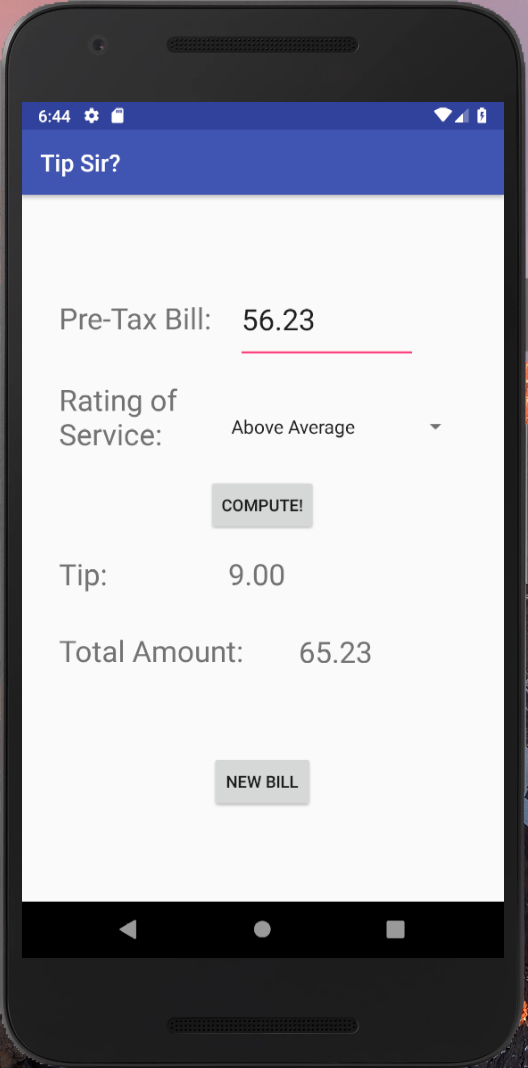 6:44
Tip Sir?
Pre-Tax Bill: 56.23
Rating of
Service:
Above Average
COMPUTE!
Tip: 9.00
Total Amount: 65.23
NEW BILL